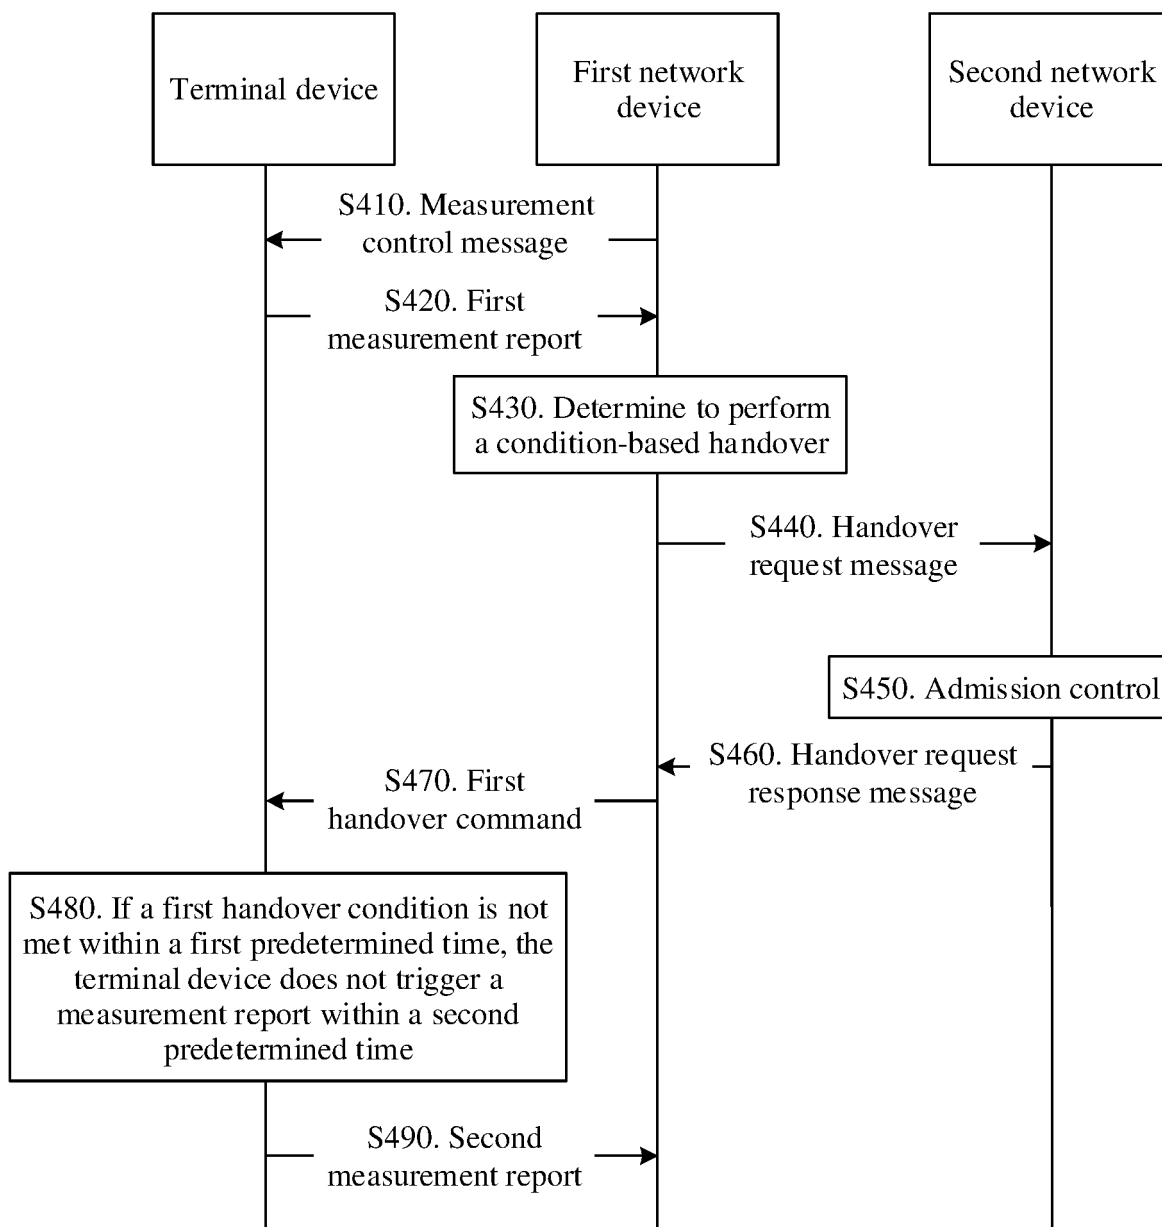 Terminal device
First network
device
Second network
device
S410. Measurement
control message
S420. First
measurement report
S430. Determine to perform
a condition-based handover
S440. Handover
request message
S450. Admission control
S460. Handover request
response message
S470. First
handover command
S480. If a first handover condition is not
met within a first predetermined time, the
terminal device does not trigger a
measurement report within a second
predetermined time
S490. Second
measurement report